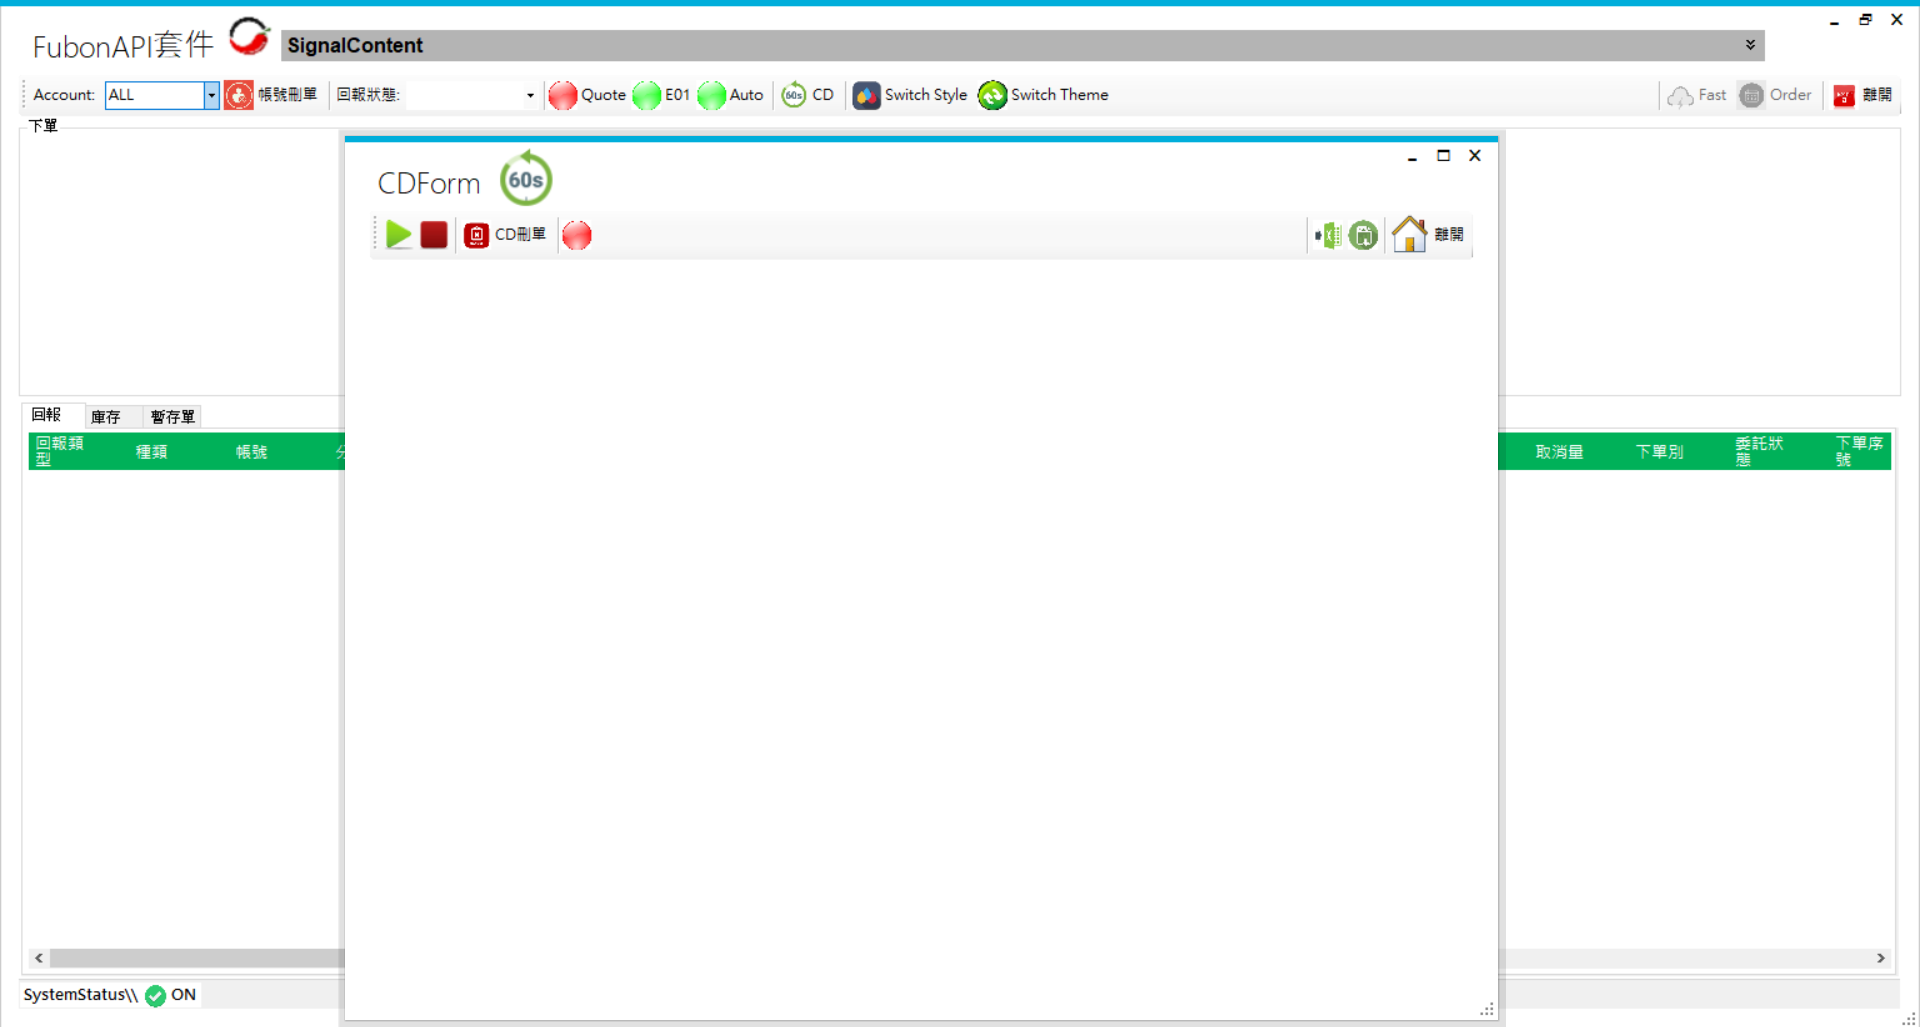 FubonAPI套件
SignalContent
Account: ALL 帳號刪單 回報狀態: Quote E01 Auto 60s CD Switch Style Switch Theme Fast Order 離開
下單
CDForm 60s
CD刪單 離開
回報 庫存 暫存單
回報類型 種類 帳號 分 取消量 下單別 委託狀態 下單序號
SystemStatus\\ ON